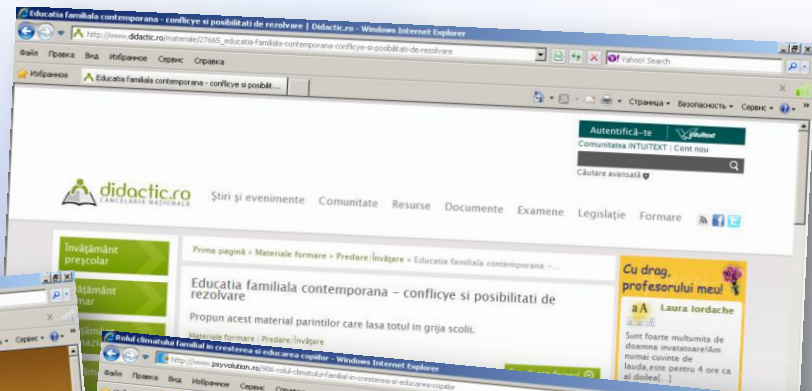 Educatia familiala contemporana - conflicye si posibilitati de rezolvare | Didactic.ro - Windows Internet Explorer
http://www.didactic.ro/materiale/27665_educatia-familiala-contemporana-conflicye-si-posibilitati-de-rezolvare
Yahoo! Search
Файл Правка Вид Избранное Сервис Справка
Избранное
Educatia familiala contemporana - conflicye si posibilit...
Страница Безопасность Сервис
Autentifică-te Intuitext
Comunitatea INTUITEXT | Cont nou
Căutare avansată
didactic.ro
CANCELARIA NAȚIONALĂ
Știri și evenimente Comunitate Resurse Documente Examene Legislație Formare
Învățământ
preșcolar
Prima pagină » Materiale formare » Predare/Învățare » Educatia familiala contemporana -...
Educatia familiala contemporana - conflicye si posibilitati de
rezolvare
Propun acest material parintilor care lasa totul in grija scolii.
Materiale formare | Predare/Învățare
Cu drag,
profesorului meu!
Laura Iordache
Sunt foarte multumita de
doamna invatatoare!Am
numai cuvinte de
lauda,este pentru 4 ore ca
al doilea[...]
Сервис
Rolul climatului familial in cresterea si educarea copiilor - Windows Internet Explorer
http://www.psyvolution.ro/906-rolul-climatului-familial-in-cresterea-si-educarea-copiilor
Файл Правка Вид Избранное Сервис Справка